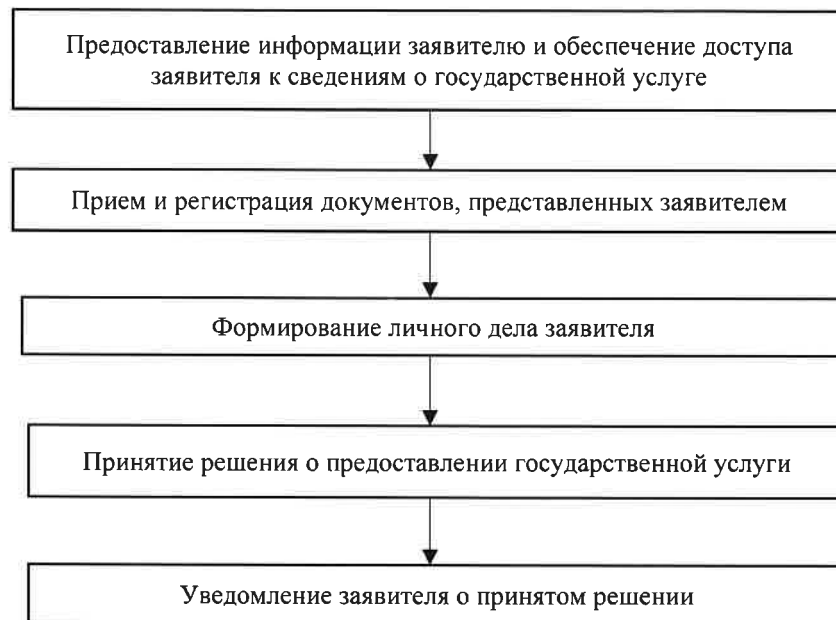 Предоставление информации заявителю и обеспечение доступа
заявителя к сведениям о государственной услуге
Прием и регистрация документов, представленных заявителем
Формирование личного дела заявителя
Принятие решения о предоставлении государственной услуги
Уведомление заявителя о принятом решении